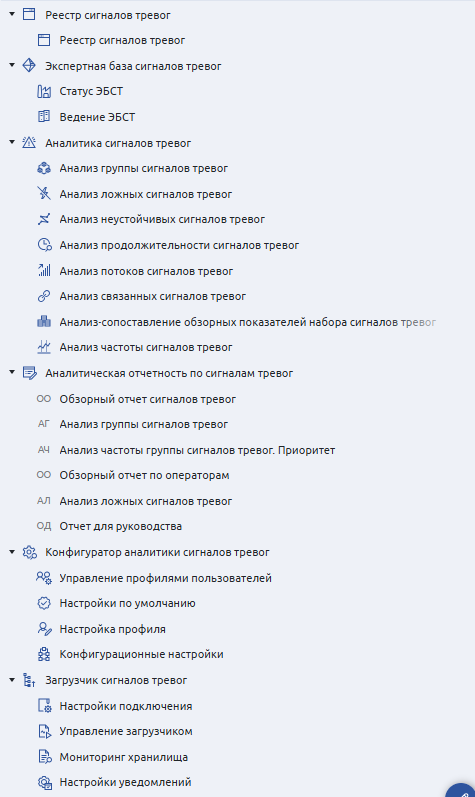 Реестр сигналов тревог
Реестр сигналов тревог
Экспертная база сигналов тревог
Статус ЭБСТ
Ведение ЭБСТ
Аналитика сигналов тревог
Анализ группы сигналов тревог
Анализ ложных сигналов тревог
Анализ неустойчивых сигналов тревог
Анализ продолжительности сигналов тревог
Анализ потоков сигналов тревог
Анализ связанных сигналов тревог
Анализ-сопоставление обзорных показателей набора сигналов тревог
Анализ частоты сигналов тревог
Аналитическая отчетность по сигналам тревог
ОО Обзорный отчет сигналов тревог
АГ Анализ группы сигналов тревог
АЧ Анализ частоты группы сигналов тревог. Приоритет
ОО Обзорный отчет по операторам
АЛ Анализ ложных сигналов тревог
ОД Отчет для руководства
Конфигуратор аналитики сигналов тревог
Управление профилями пользователей
Настройки по умолчанию
Настройка профиля
Конфигурационные настройки
Загрузчик сигналов тревог
Настройки подключения
Управление загрузчиком
Мониторинг хранилища
Настройки уведомлений